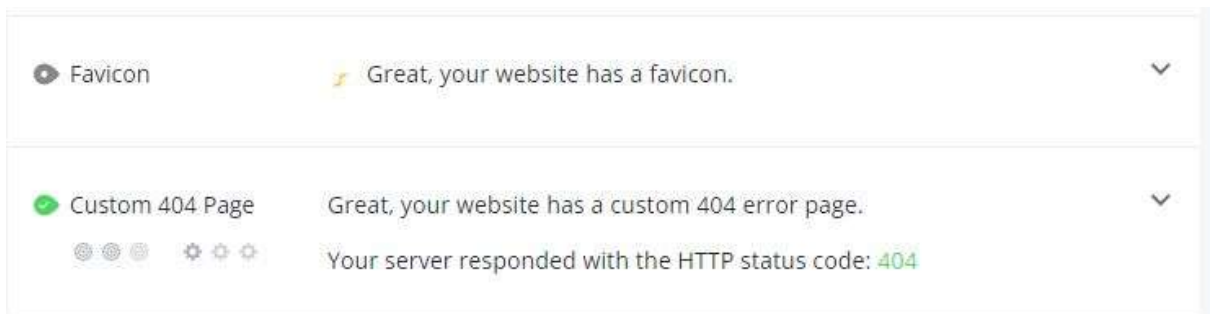 Favicon
Great, your website has a favicon.
Custom 404 Page
Great, your website has a custom 404 error page.
Your server responded with the HTTP status code: 404